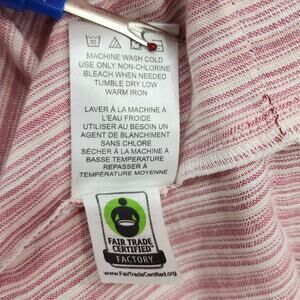 MACHINE WASH COLD
USE ONLY NON-CHLORINE
BLEACH WHEN NEEDED
TUMBLE DRY LOW
WARM IRON
LAVER À LA MACHINE À
L'EAU FROIDE
UTILISER AU BESOIN UN
AGENT DE BLANCHIMENT
SANS CHLORE
SÉCHER À LA MACHINE À
BASSE TEMPERATURE
REPASSER À
TEMPÉRATURE MOYENNE
FAIR TRADE
CERTIFIED
FACTORY
www.FairTradeCertified.org